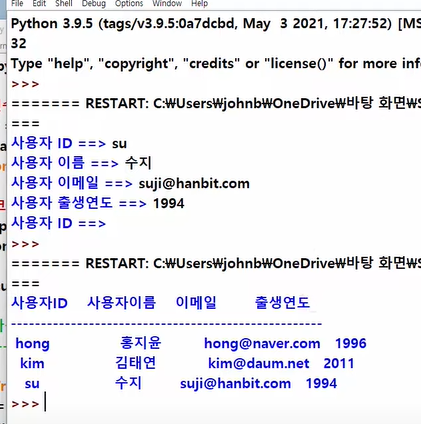 File Edit Shell Debug Options Window Help
Python 3.9.5 (tags/v3.9.5:0a7dcbd, May 3 2021, 17:27:52) [MS
32
Type "help", "copyright", "credits" or "license()" for more info
>>>
======= RESTART: C:₩Users₩johnb₩OneDrive₩바탕 화면₩S
===
사용자 ID ==> su
사용자 이름 ==> 수지
사용자 이메일 ==> suji@hanbit.com
사용자 출생연도 ==> 1994
사용자 ID ==>
>>>
======= RESTART: C:₩Users₩johnb₩OneDrive₩바탕 화면₩S
===
사용자ID 사용자이름 이메일 출생연도
----------------------------------------------------
hong 홍지윤 hong@naver.com 1996
kim 김태연 kim@daum.net 2011
su 수지 suji@hanbit.com 1994
>>>